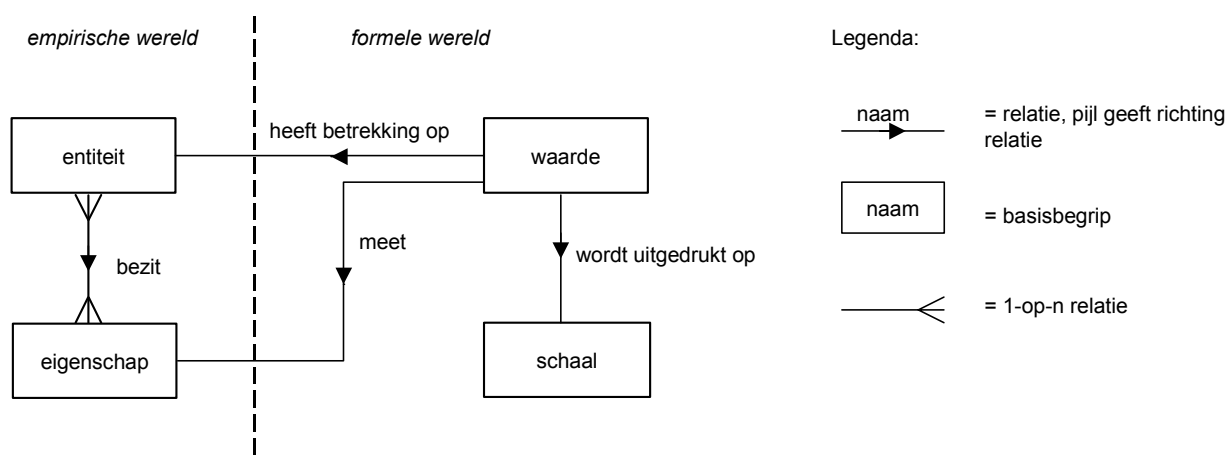 empirische wereld
formele wereld
entiteit
heeft betrekking op
waarde
bezit
meet
wordt uitgedrukt op
eigenschap
schaal
Legenda:
naam
= relatie, pijl geeft richting
relatie
naam
= basisbegrip
= 1-op-n relatie